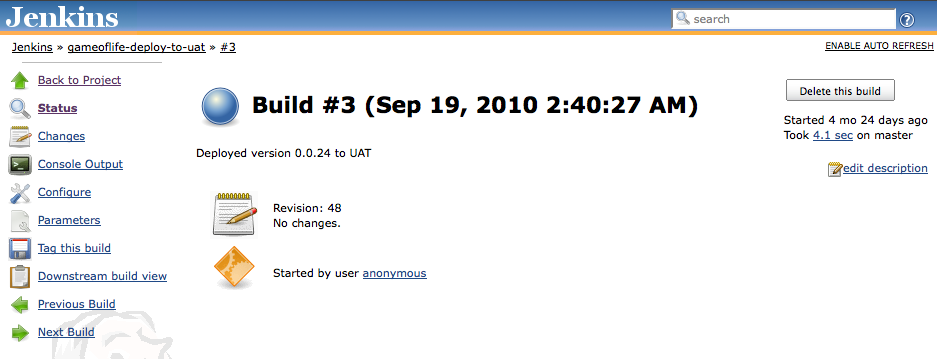 Jenkins
search
?
Jenkins » gameoflife-deploy-to-uat » #3
ENABLE AUTO REFRESH
Back to Project
Status
Changes
Console Output
Configure
Parameters
Tag this build
Downstream build view
Previous Build
Next Build
Build #3 (Sep 19, 2010 2:40:27 AM)
Deployed version 0.0.24 to UAT
Revision: 48
No changes.
Started by user anonymous
Delete this build
Started 4 mo 24 days ago
Took 4.1 sec on master
edit description